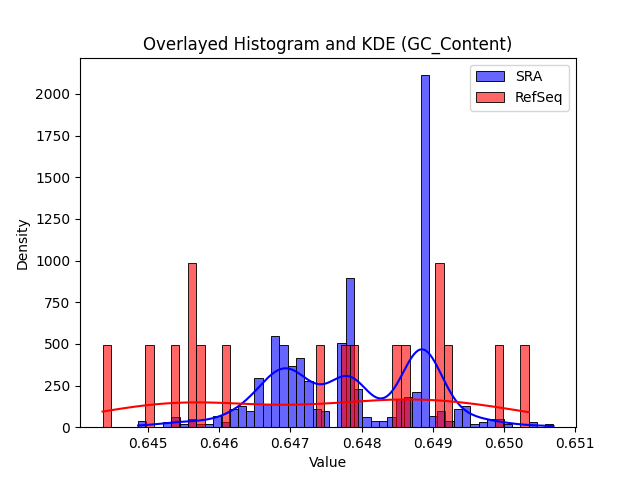 Overlayed Histogram and KDE (GC_Content)
SRA
RefSeq
Density
2000
1750
1500
1250
1000
750
500
250
0
0.645 0.646 0.647 0.648 0.649 0.650 0.651
Value